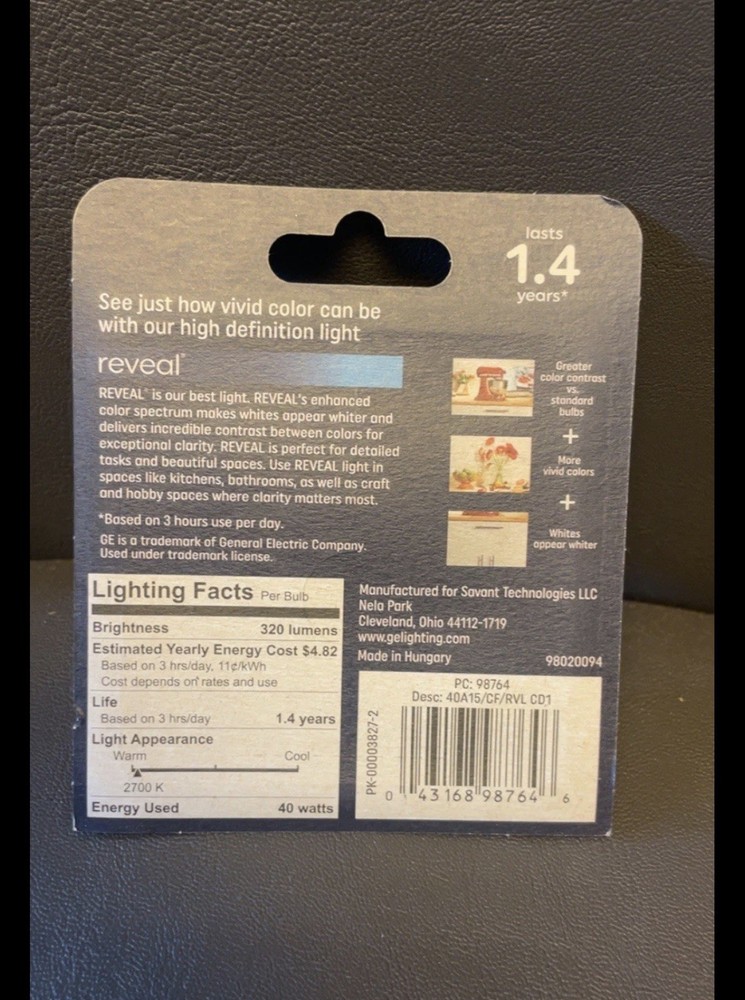 lasts
1.4
years*
See just how vivid color can be
with our high definition light
reveal®
REVEAL® is our best light. REVEAL's enhanced
color spectrum makes whites appear whiter and
delivers incredible contrast between colors for
exceptional clarity. REVEAL is perfect for detailed
tasks and beautiful spaces. Use REVEAL light in
spaces like kitchens, bathrooms, as well as craft
and hobby spaces where clarity matters most.
*Based on 3 hours use per day.
GE is a trademark of General Electric Company.
Used under trademark license.
Greater
color contrast
vs.
standard
bulbs
+
More
vivid colors
+
Whites
appear whiter
Lighting Facts Per Bulb
Brightness 320 lumens
Estimated Yearly Energy Cost $4.82
Based on 3 hrs/day, 11¢/kWh
Cost depends on rates and use
Life
Based on 3 hrs/day 1.4 years
Light Appearance
Warm Cool
2700 K
Energy Used 40 watts
Manufactured for Savant Technologies LLC
Nela Park
Cleveland, Ohio 44112-1719
www.gelighting.com
Made in Hungary 98020094
PC: 98764
Desc: 40A15/CF/RVL CD1
PK-00003827-2
0 43168 98764 6